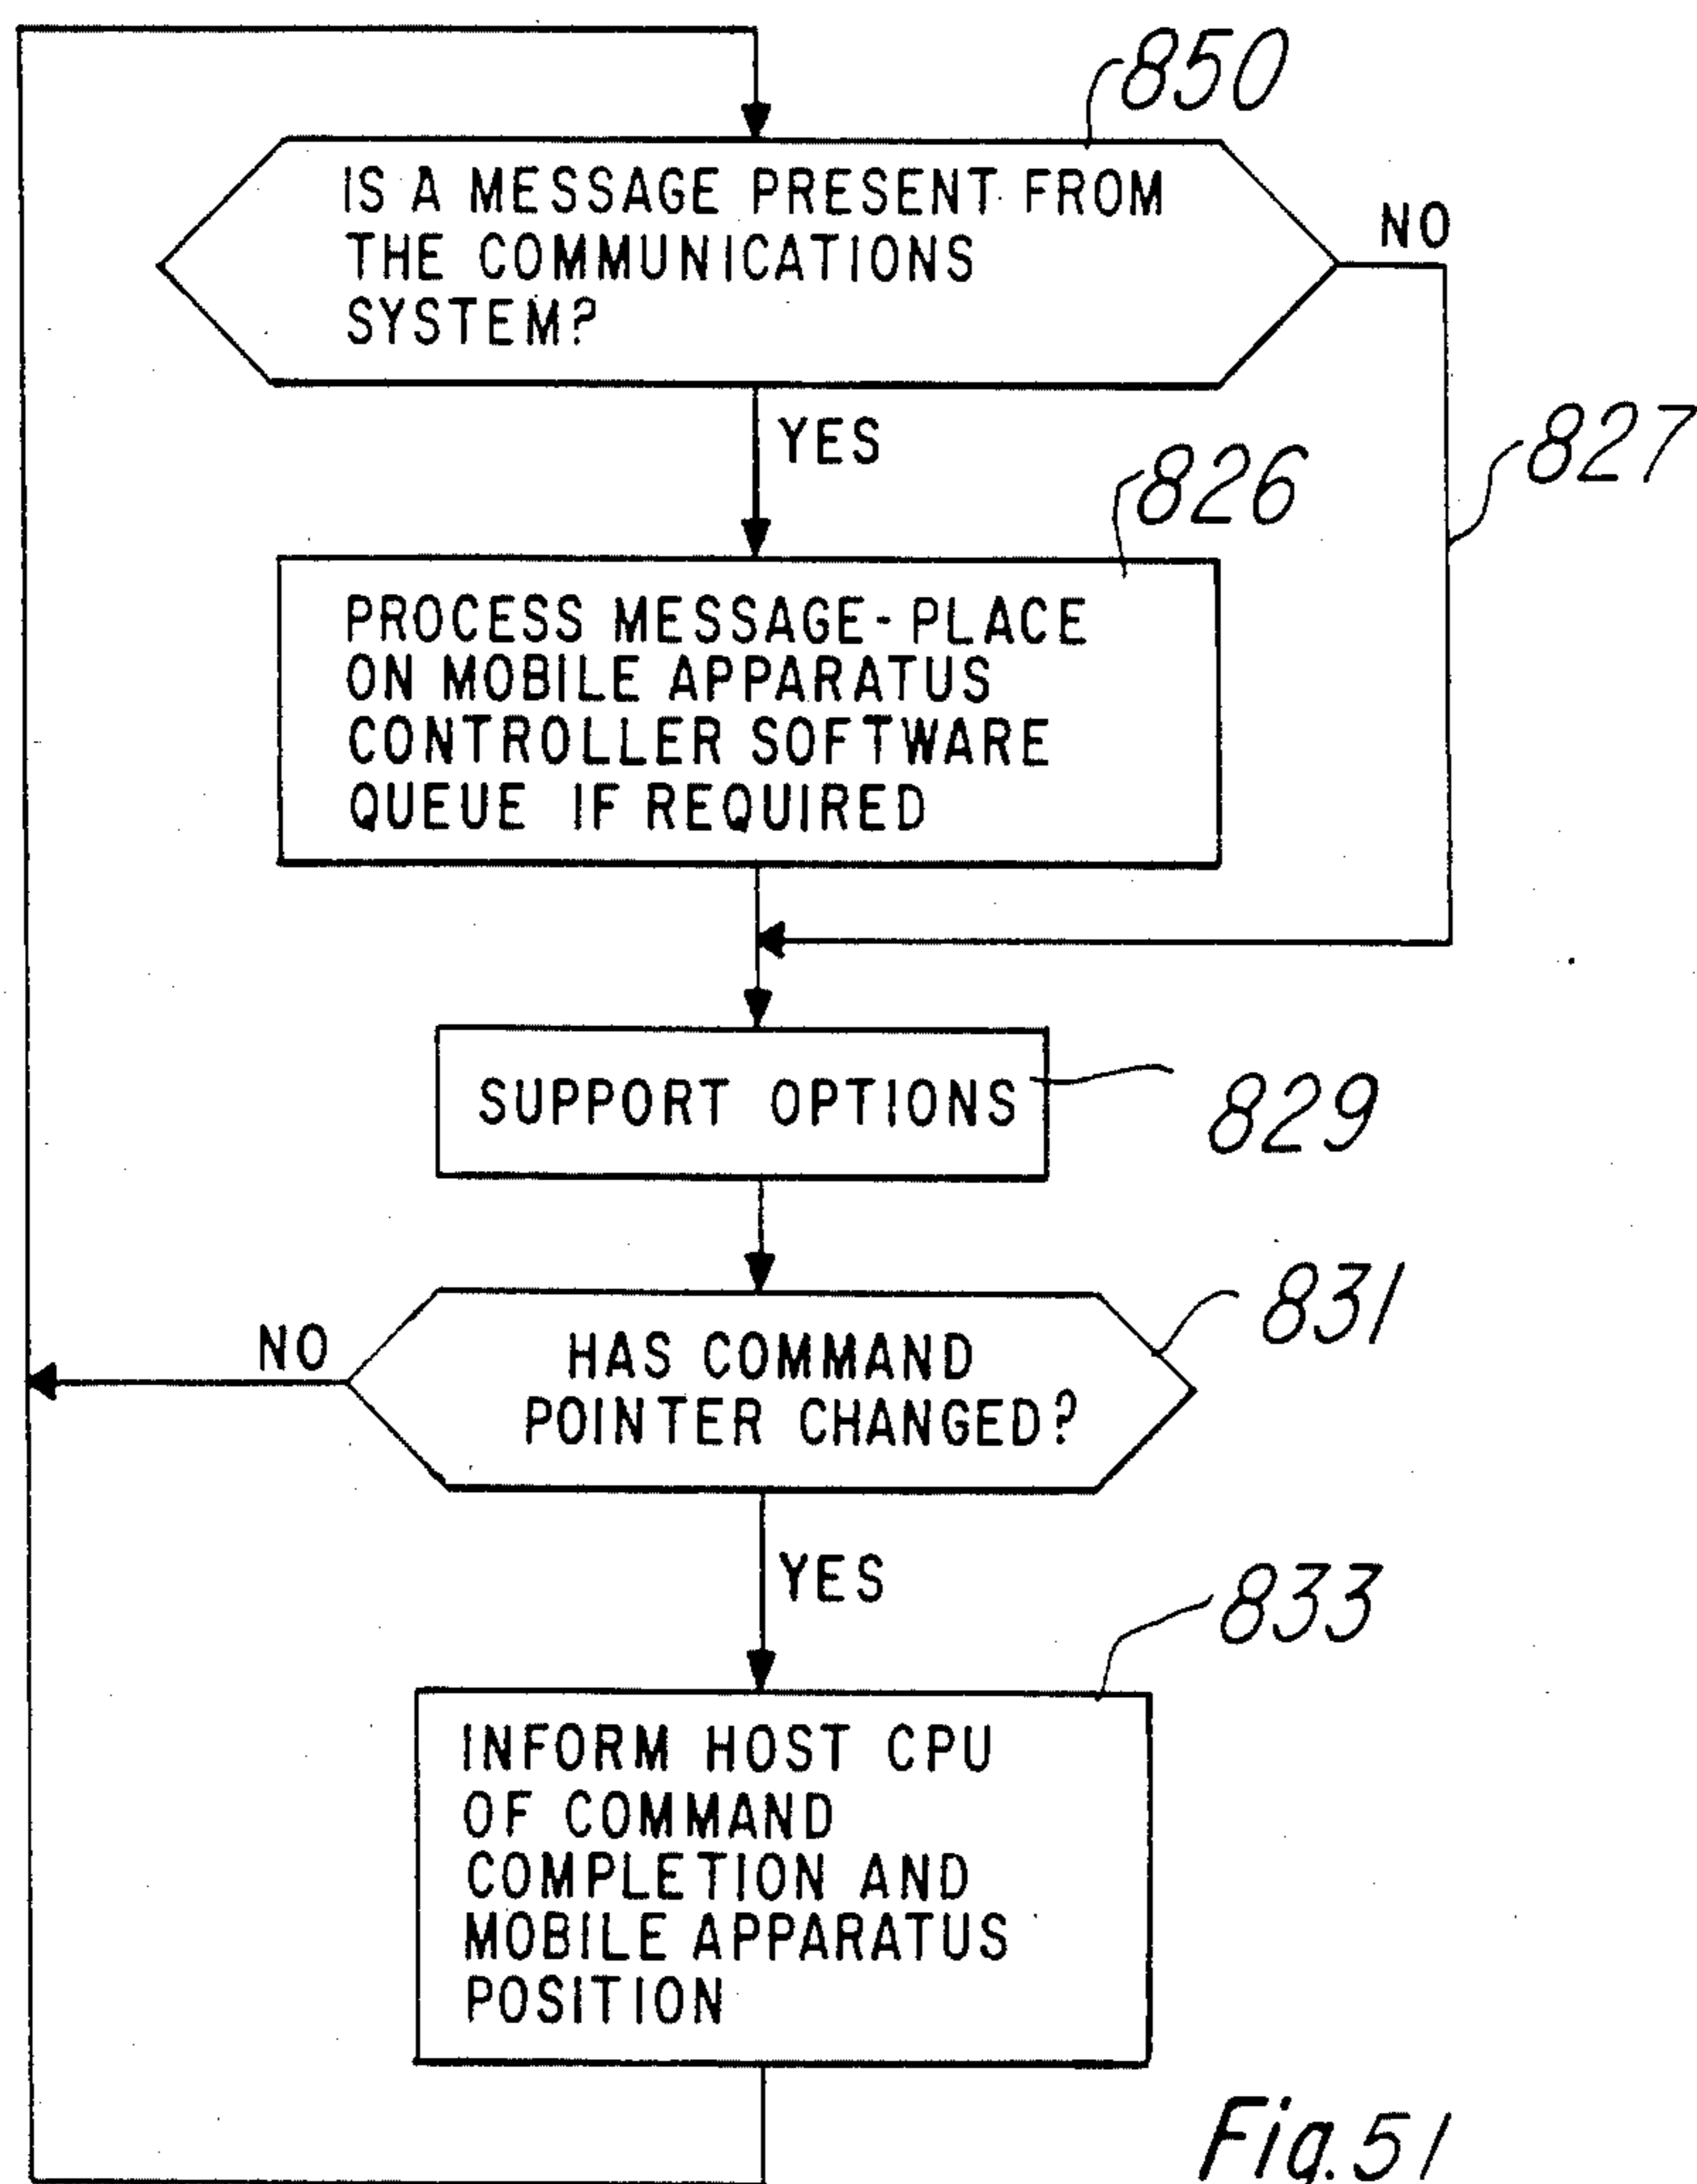 850
IS A MESSAGE PRESENT FROM
THE COMMUNICATIONS
SYSTEM?
NO
YES
827
826
PROCESS MESSAGE-PLACE
ON MOBILE APPARATUS
CONTROLLER SOFTWARE
QUEUE IF REQUIRED
SUPPORT OPTIONS
829
831
NO
HAS COMMAND
POINTER CHANGED?
YES
833
INFORM HOST CPU
OF COMMAND
COMPLETION AND
MOBILE APPARATUS
POSITION
Fig. 51